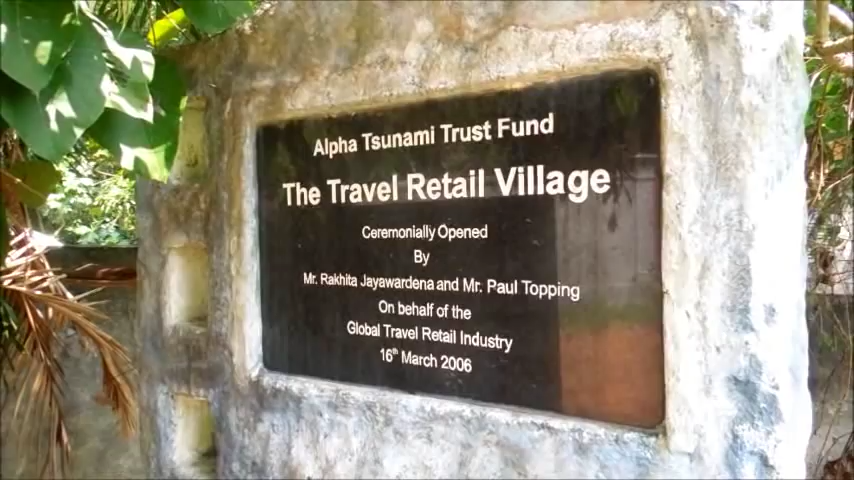 Alpha Tsunami Trust Fund
The Travel Retail Village
Ceremonially Opened
By
Mr. Rakhita Jayawardena and Mr. Paul Topping
On behalf of the
Global Travel Retail Industry
16th March 2006